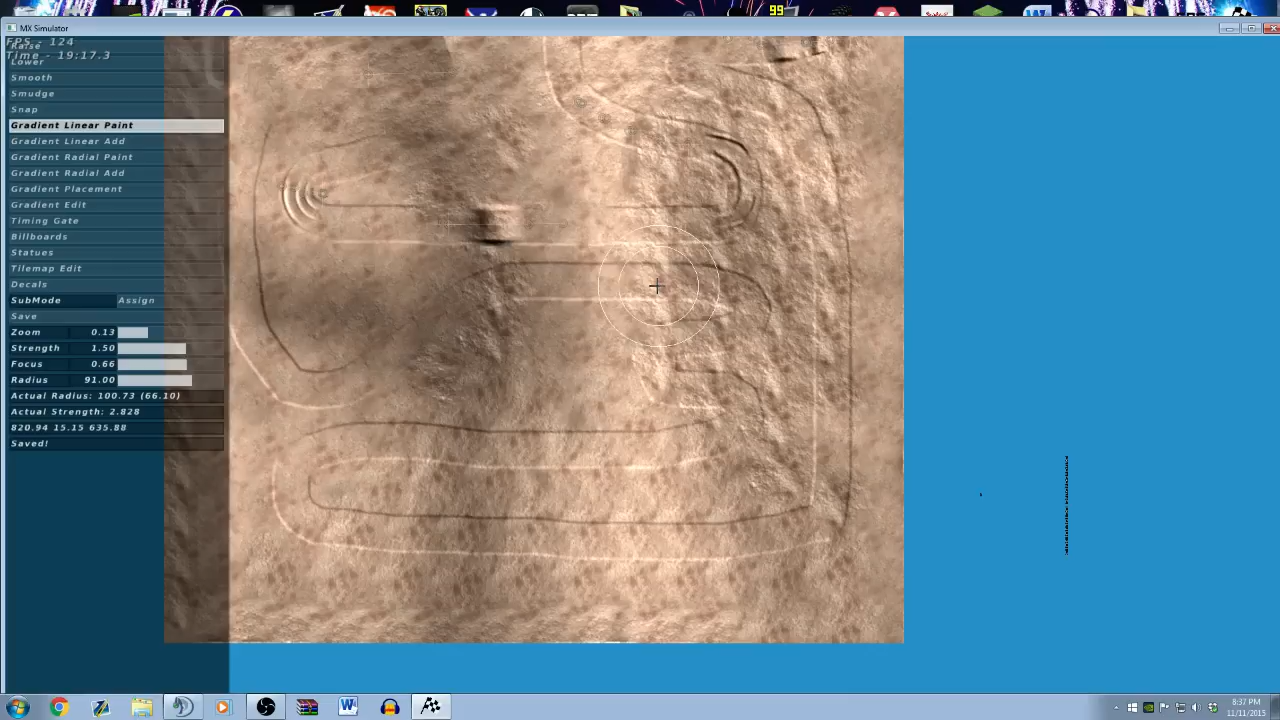 99
MX Simulator
FPS - 124
Raise
Time - 19:17.3
Lower
Smooth
Smudge
Snap
Gradient Linear Paint
Gradient Linear Add
Gradient Radial Paint
Gradient Radial Add
Gradient Placement
Gradient Edit
Timing Gate
Billboards
Statues
Tilemap Edit
Decals
SubMode Assign
Save
Zoom 0.13
Strength 1.50
Focus 0.66
Radius 91.00
Actual Radius: 100.73 (66.10)
Actual Strength: 2.828
820.94 15.15 635.88
Saved!
8:37 PM
11/11/2015